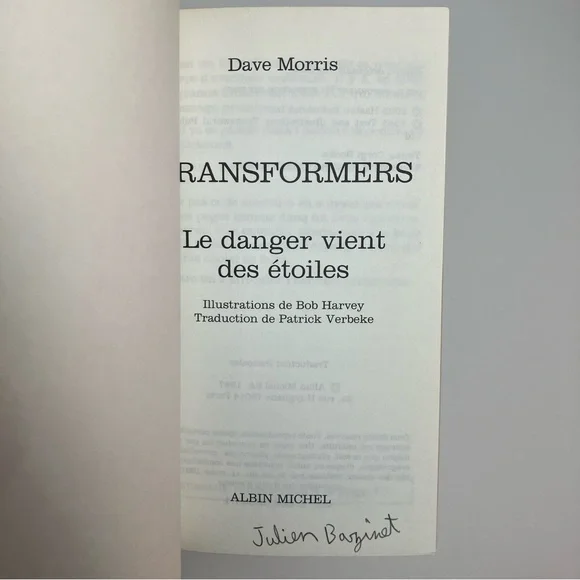 Dave Morris
RANSFORMERS
Le danger vient
des étoiles
Illustrations de Bob Harvey
Traduction de Patrick Verbeke
ALBIN MICHEL
Julien Bazinet